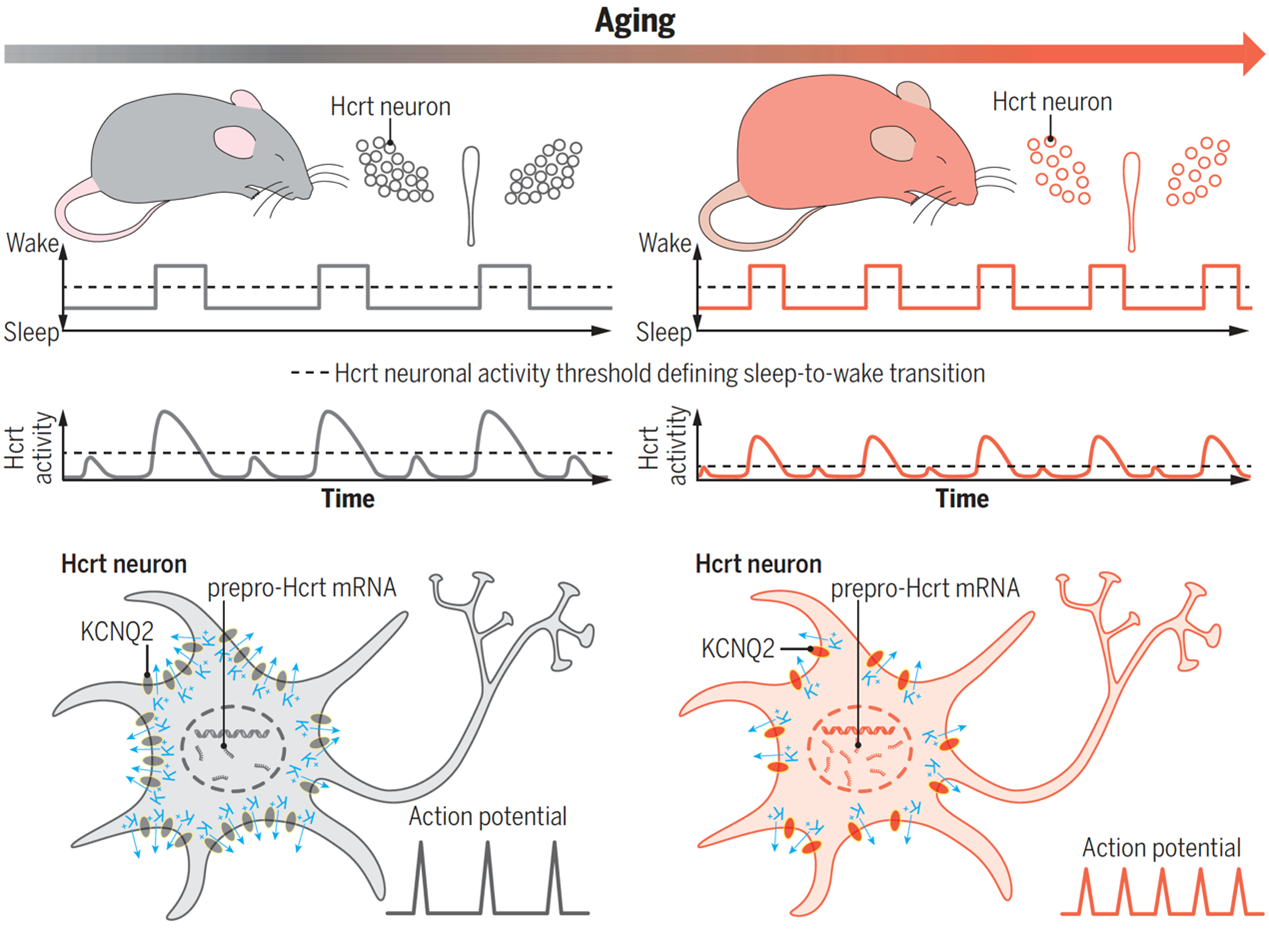 Aging
Hcrt neuron
Hcrt neuron
Wake
Sleep
Wake
Sleep
--- Hcrt neuronal activity threshold defining sleep-to-wake transition
Hcrt
activity
Time
Hcrt
activtity
Time
Hcrt neuron
prepro-Hcrt mRNA
KCNQ2
K+ K+ K+ K+ K+ K+ K+ K+ K+ K+ K+ K+ K+ K+ K+ K+ K+ K+ K+ K+ K+ K+
Action potential
Hcrt neuron
prepro-Hcrt mRNA
KCNQ2
K+ K+ K+ K+ K+ K+ K+ K+ K+ K+ K+ K+
Action potential